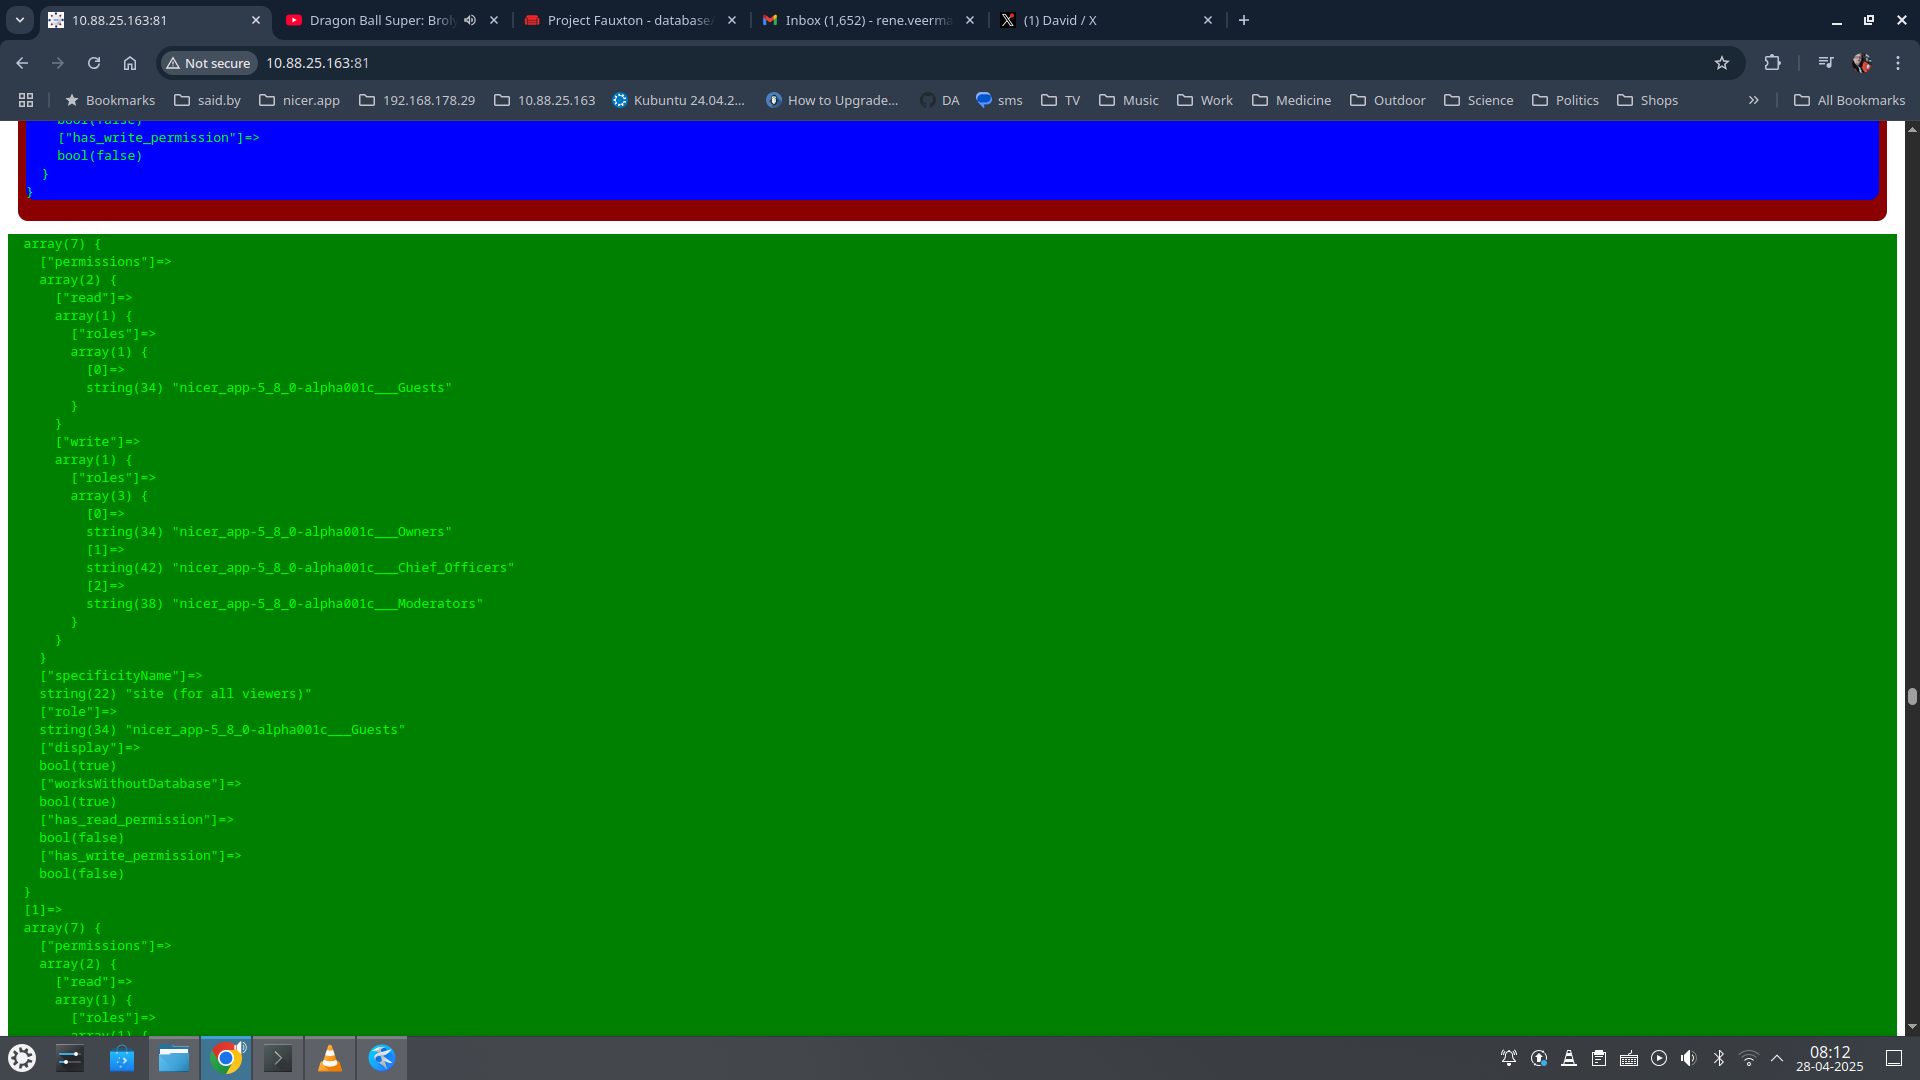 10.88.25.163:81
Dragon Ball Super: Broly
Project Fauxton - database/
Inbox (1,652) - rene.veerma
(1) David / X
Not secure
10.88.25.163:81
Bookmarks
said.by
nicer.app
192.168.178.29
10.88.25.163
Kubuntu 24.04.2...
How to Upgrade...
DA
sms
TV
Music
Work
Medicine
Outdoor
Science
Politics
Shops
»
All Bookmarks
bool(false)
["has_write_permission"]=>
bool(false)
}
}
array(7) {
["permissions"]=>
array(2) {
["read"]=>
array(1) {
["roles"]=>
array(1) {
[0]=>
string(34) "nicer_app-5_8_0-alpha001c___Guests"
}
}
["write"]=>
array(1) {
["roles"]=>
array(3) {
[0]=>
string(34) "nicer_app-5_8_0-alpha001c___Owners"
[1]=>
string(42) "nicer_app-5_8_0-alpha001c___Chief_Officers"
[2]=>
string(38) "nicer_app-5_8_0-alpha001c___Moderators"
}
}
}
["specificityName"]=>
string(22) "site (for all viewers)"
["role"]=>
string(34) "nicer_app-5_8_0-alpha001c___Guests"
["display"]=>
bool(true)
["worksWithoutDatabase"]=>
bool(true)
["has_read_permission"]=>
bool(false)
["has_write_permission"]=>
bool(false)
}
[1]=>
array(7) {
["permissions"]=>
array(2) {
["read"]=>
array(1) {
["roles"]=>
array(1) {
08:12
28-04-2025